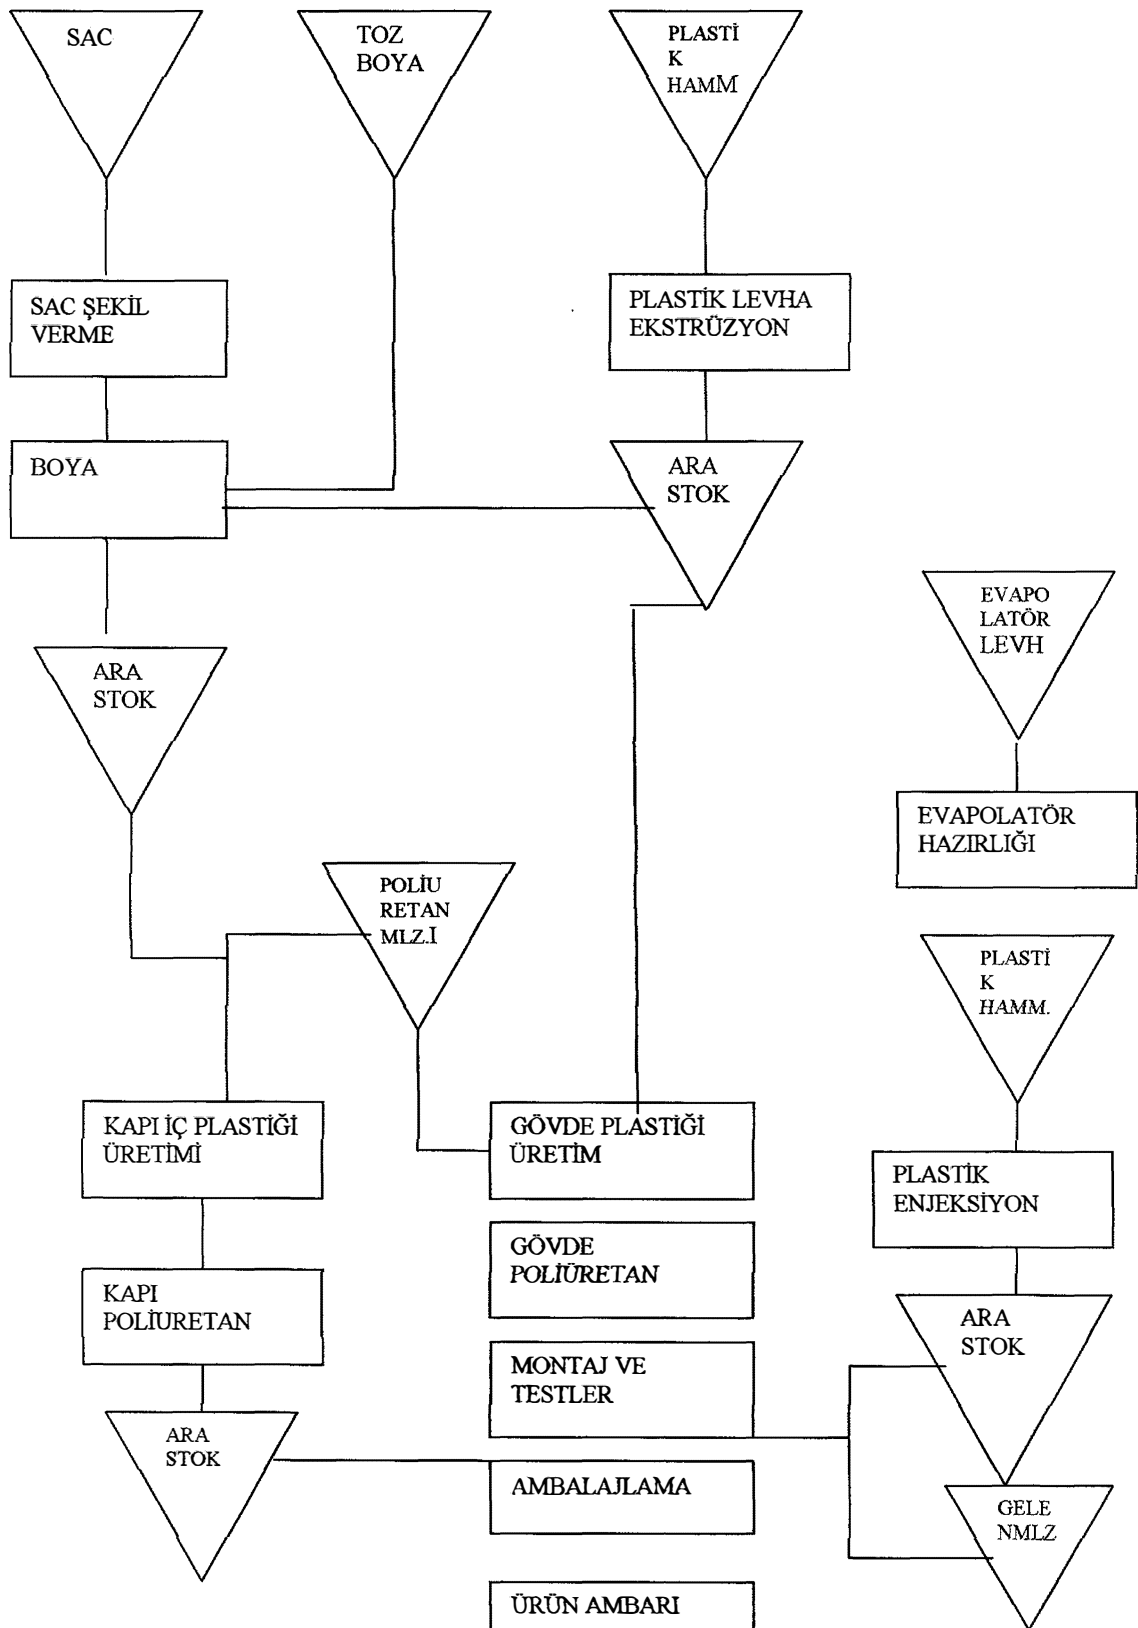 SAC
TOZ
BOYA
PLASTİ
K
HAMM
SAC ŞEKİL
VERME
PLASTİK LEVHA
EKSTRÜZYON
BOYA
ARA
STOK
EVAPO
LATÖR
LEVH
ARA
STOK
EVAPOLATÖR
HAZIRLIĞI
POLİU
RETAN
MLZ.I
PLASTİ
K
HAMM.
KAPI İÇ PLASTİĞİ
ÜRETİMİ
GÖVDE PLASTİĞİ
ÜRETİM
PLASTİK
ENJEKSİYON
GÖVDE
POLİÜRETAN
KAPI
POLİURETAN
ARA
STOK
MONTAJ VE
TESTLER
ARA
STOK
AMBALAJLAMA
GELE
NMLZ
ÜRÜN AMBARI